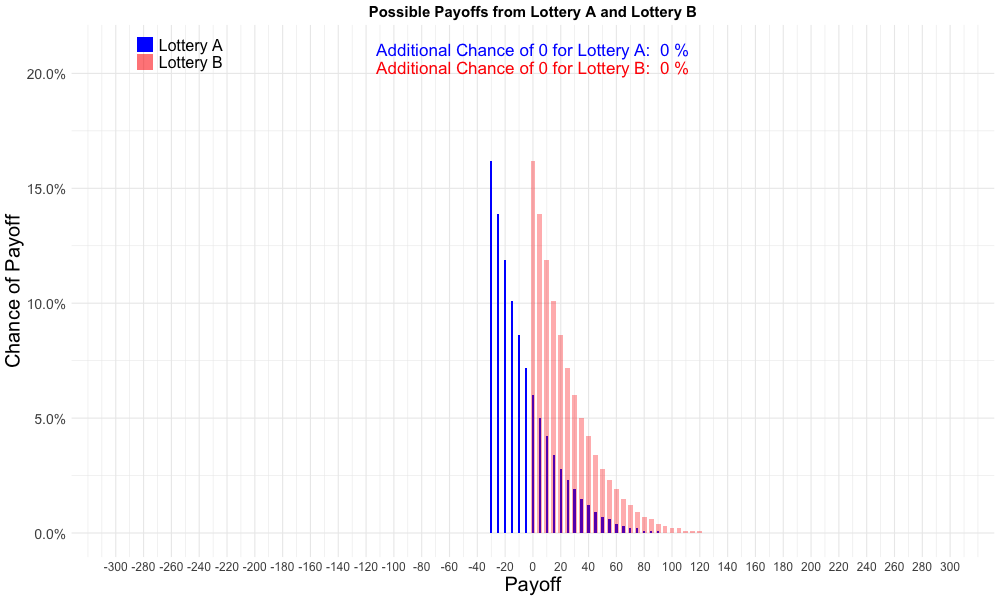 Possible Payoffs from Lottery A and Lottery B
Lottery A
Lottery B
Additional Chance of 0 for Lottery A: 0 %
Additional Chance of 0 for Lottery B: 0 %
Chance of Payoff
20.0%
15.0%
10.0%
5.0%
0.0%
-300 -280 -260 -240 -220 -200 -180 -160 -140 -120 -100 -80 -60 -40 -20 0 20 40 60 80 100 120 140 160 180 200 220 240 260 280 300
Payoff